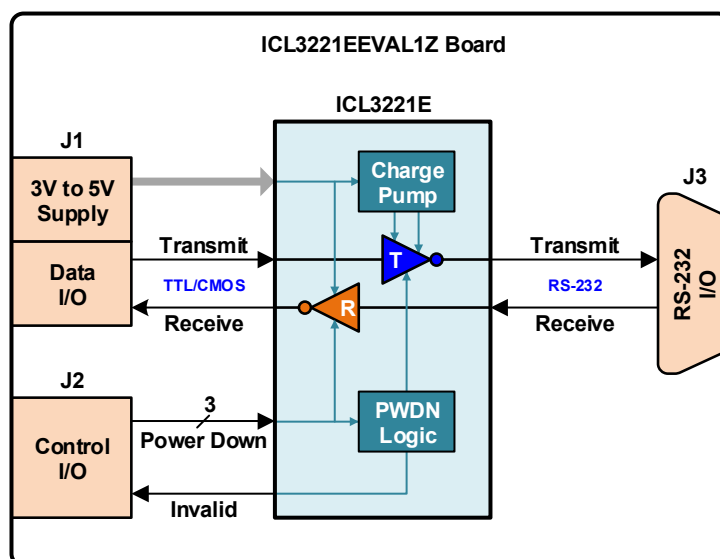 ICL3221EEVAL1Z Board
ICL3221E
J1
3V to 5V
Supply
Data
I/O
Transmit
TTL/CMOS
Receive
Charge
Pump
T
R
Transmit
RS-232
Receive
J3
RS-232
I/O
J2
Control
I/O
3
Power Down
Invalid
PWDN
Logic